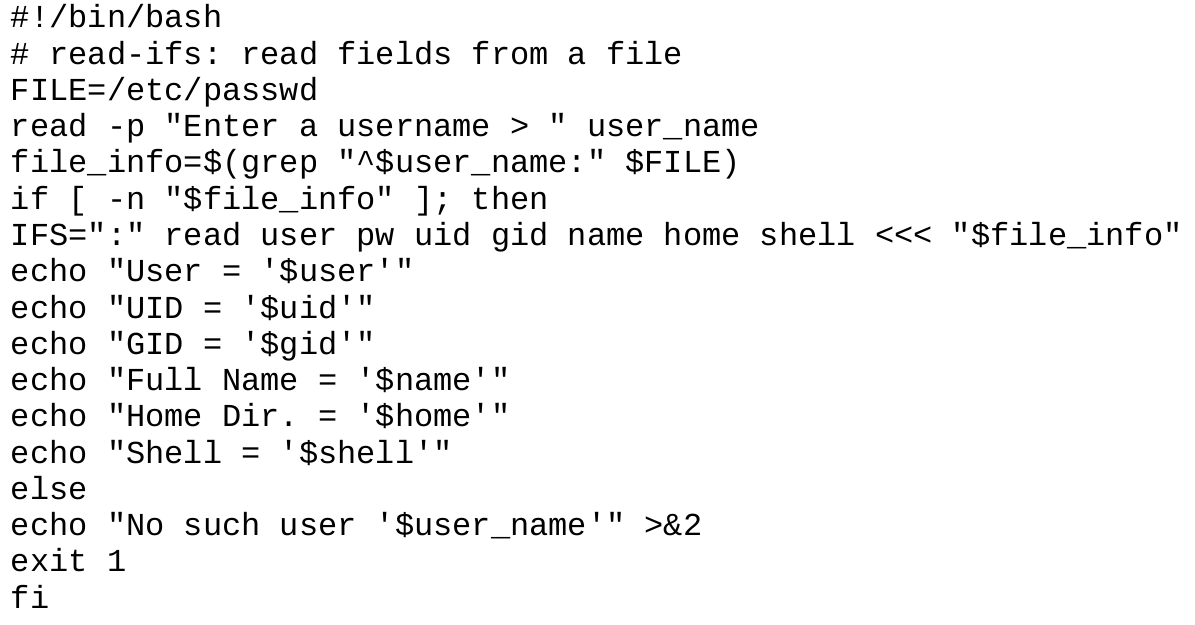 #!/bin/bash
# read-ifs: read fields from a file
FILE=/etc/passwd
read -p "Enter a username > " user_name
file_info=$(grep "^$user_name:" $FILE)
if [ -n "$file_info" ]; then
IFS=":" read user pw uid gid name home shell <<< "$file_info"
echo "User = '$user'"
echo "UID = '$uid'"
echo "GID = '$gid'"
echo "Full Name = '$name'"
echo "Home Dir. = '$home'"
echo "Shell = '$shell'"
else
echo "No such user '$user_name'" >&2
exit 1
fi